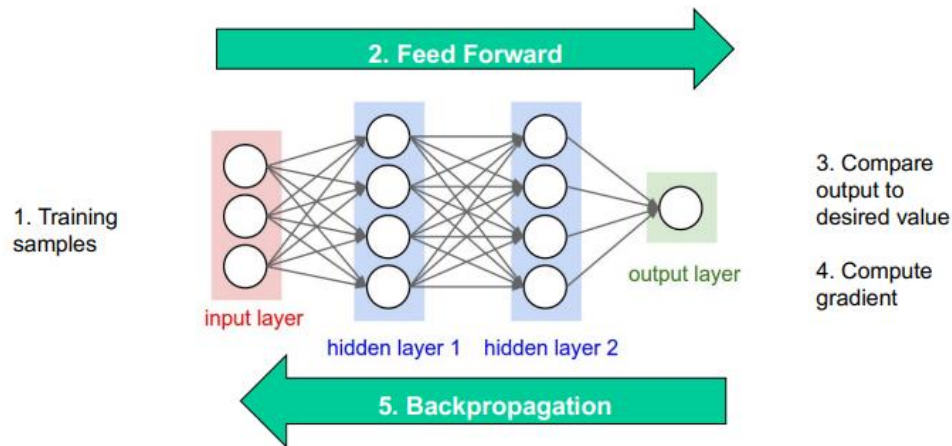 2. Feed Forward
1. Training
samples
input layer
hidden layer 1
hidden layer 2
output layer
3. Compare
output to
desired value
4. Compute
gradient
5. Backpropagation